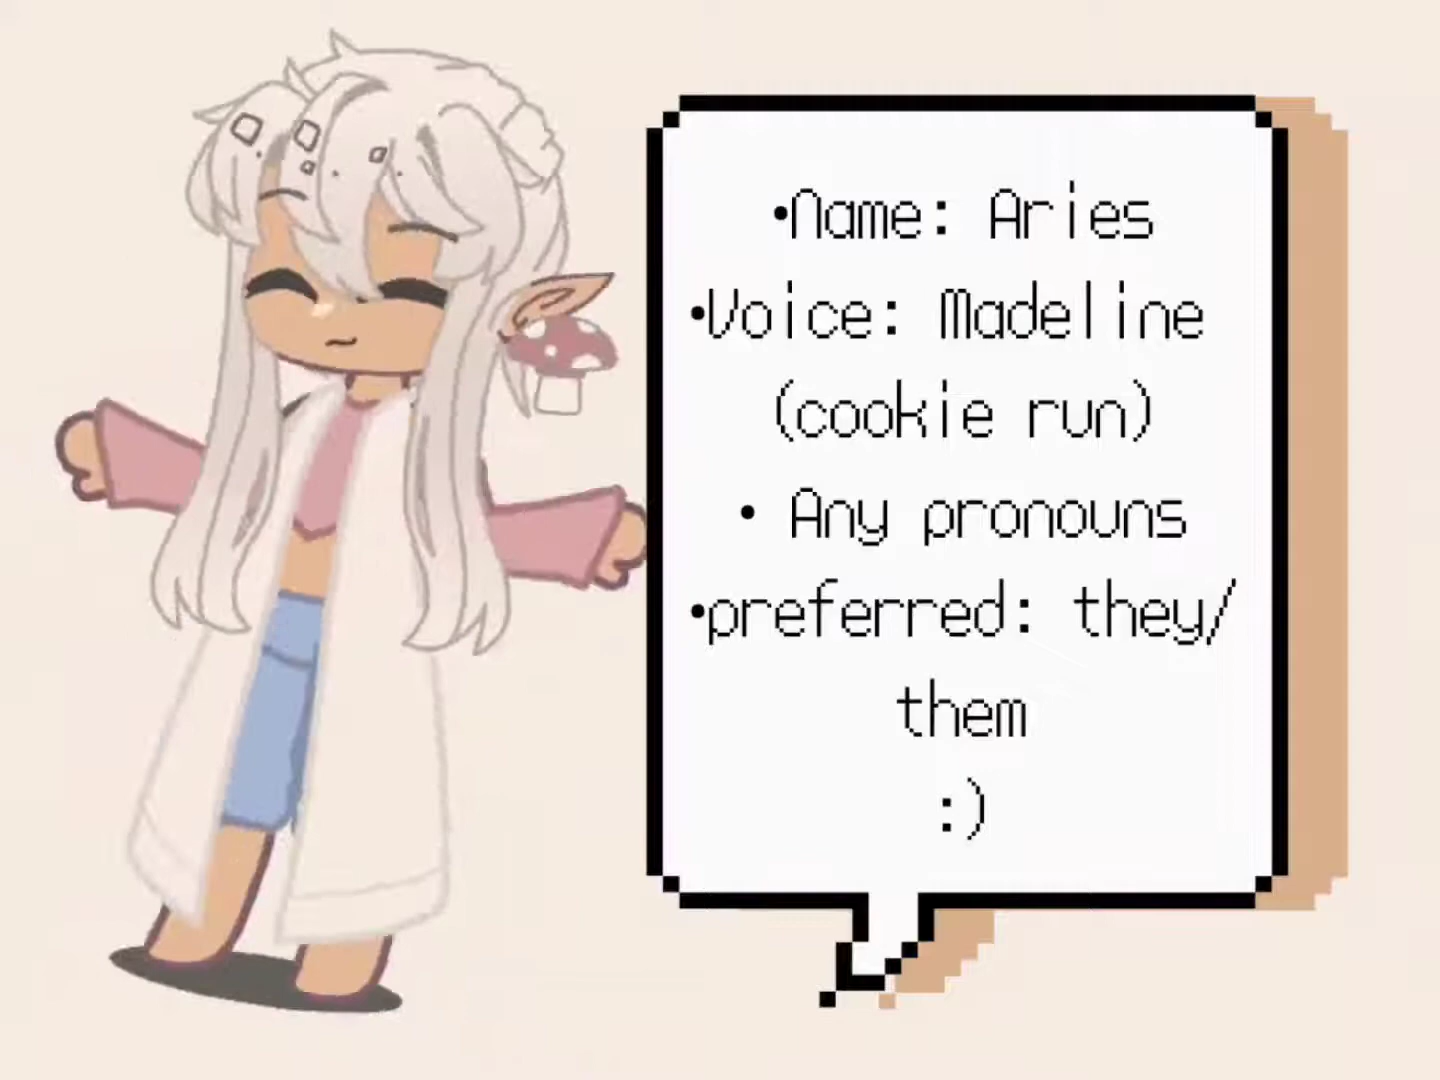 •Name: Aries
•Voice: Madeline
(cookie run)
• Any pronouns
•preferred: they/
them
:)